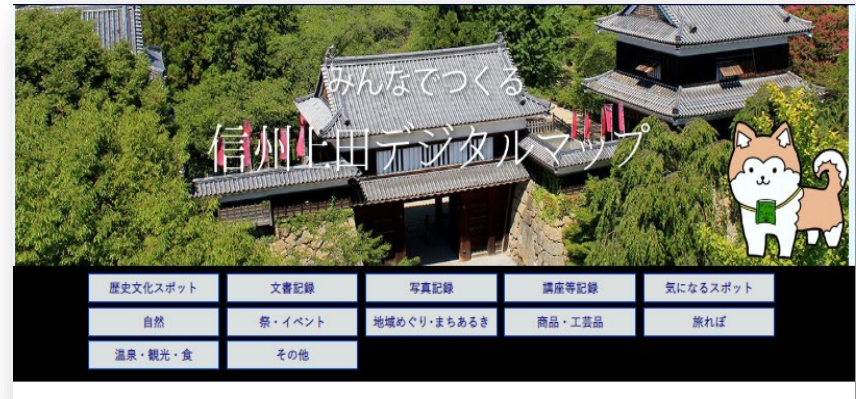 みんなでつくる
信州上田デジタルマップ
歴史文化スポット 文書記録 写真記録 講座等記録 気になるスポット
自然 祭・イベント 地域めぐり･まちあるき 商品・工芸品 旅れぽ
温泉・観光・食 その他